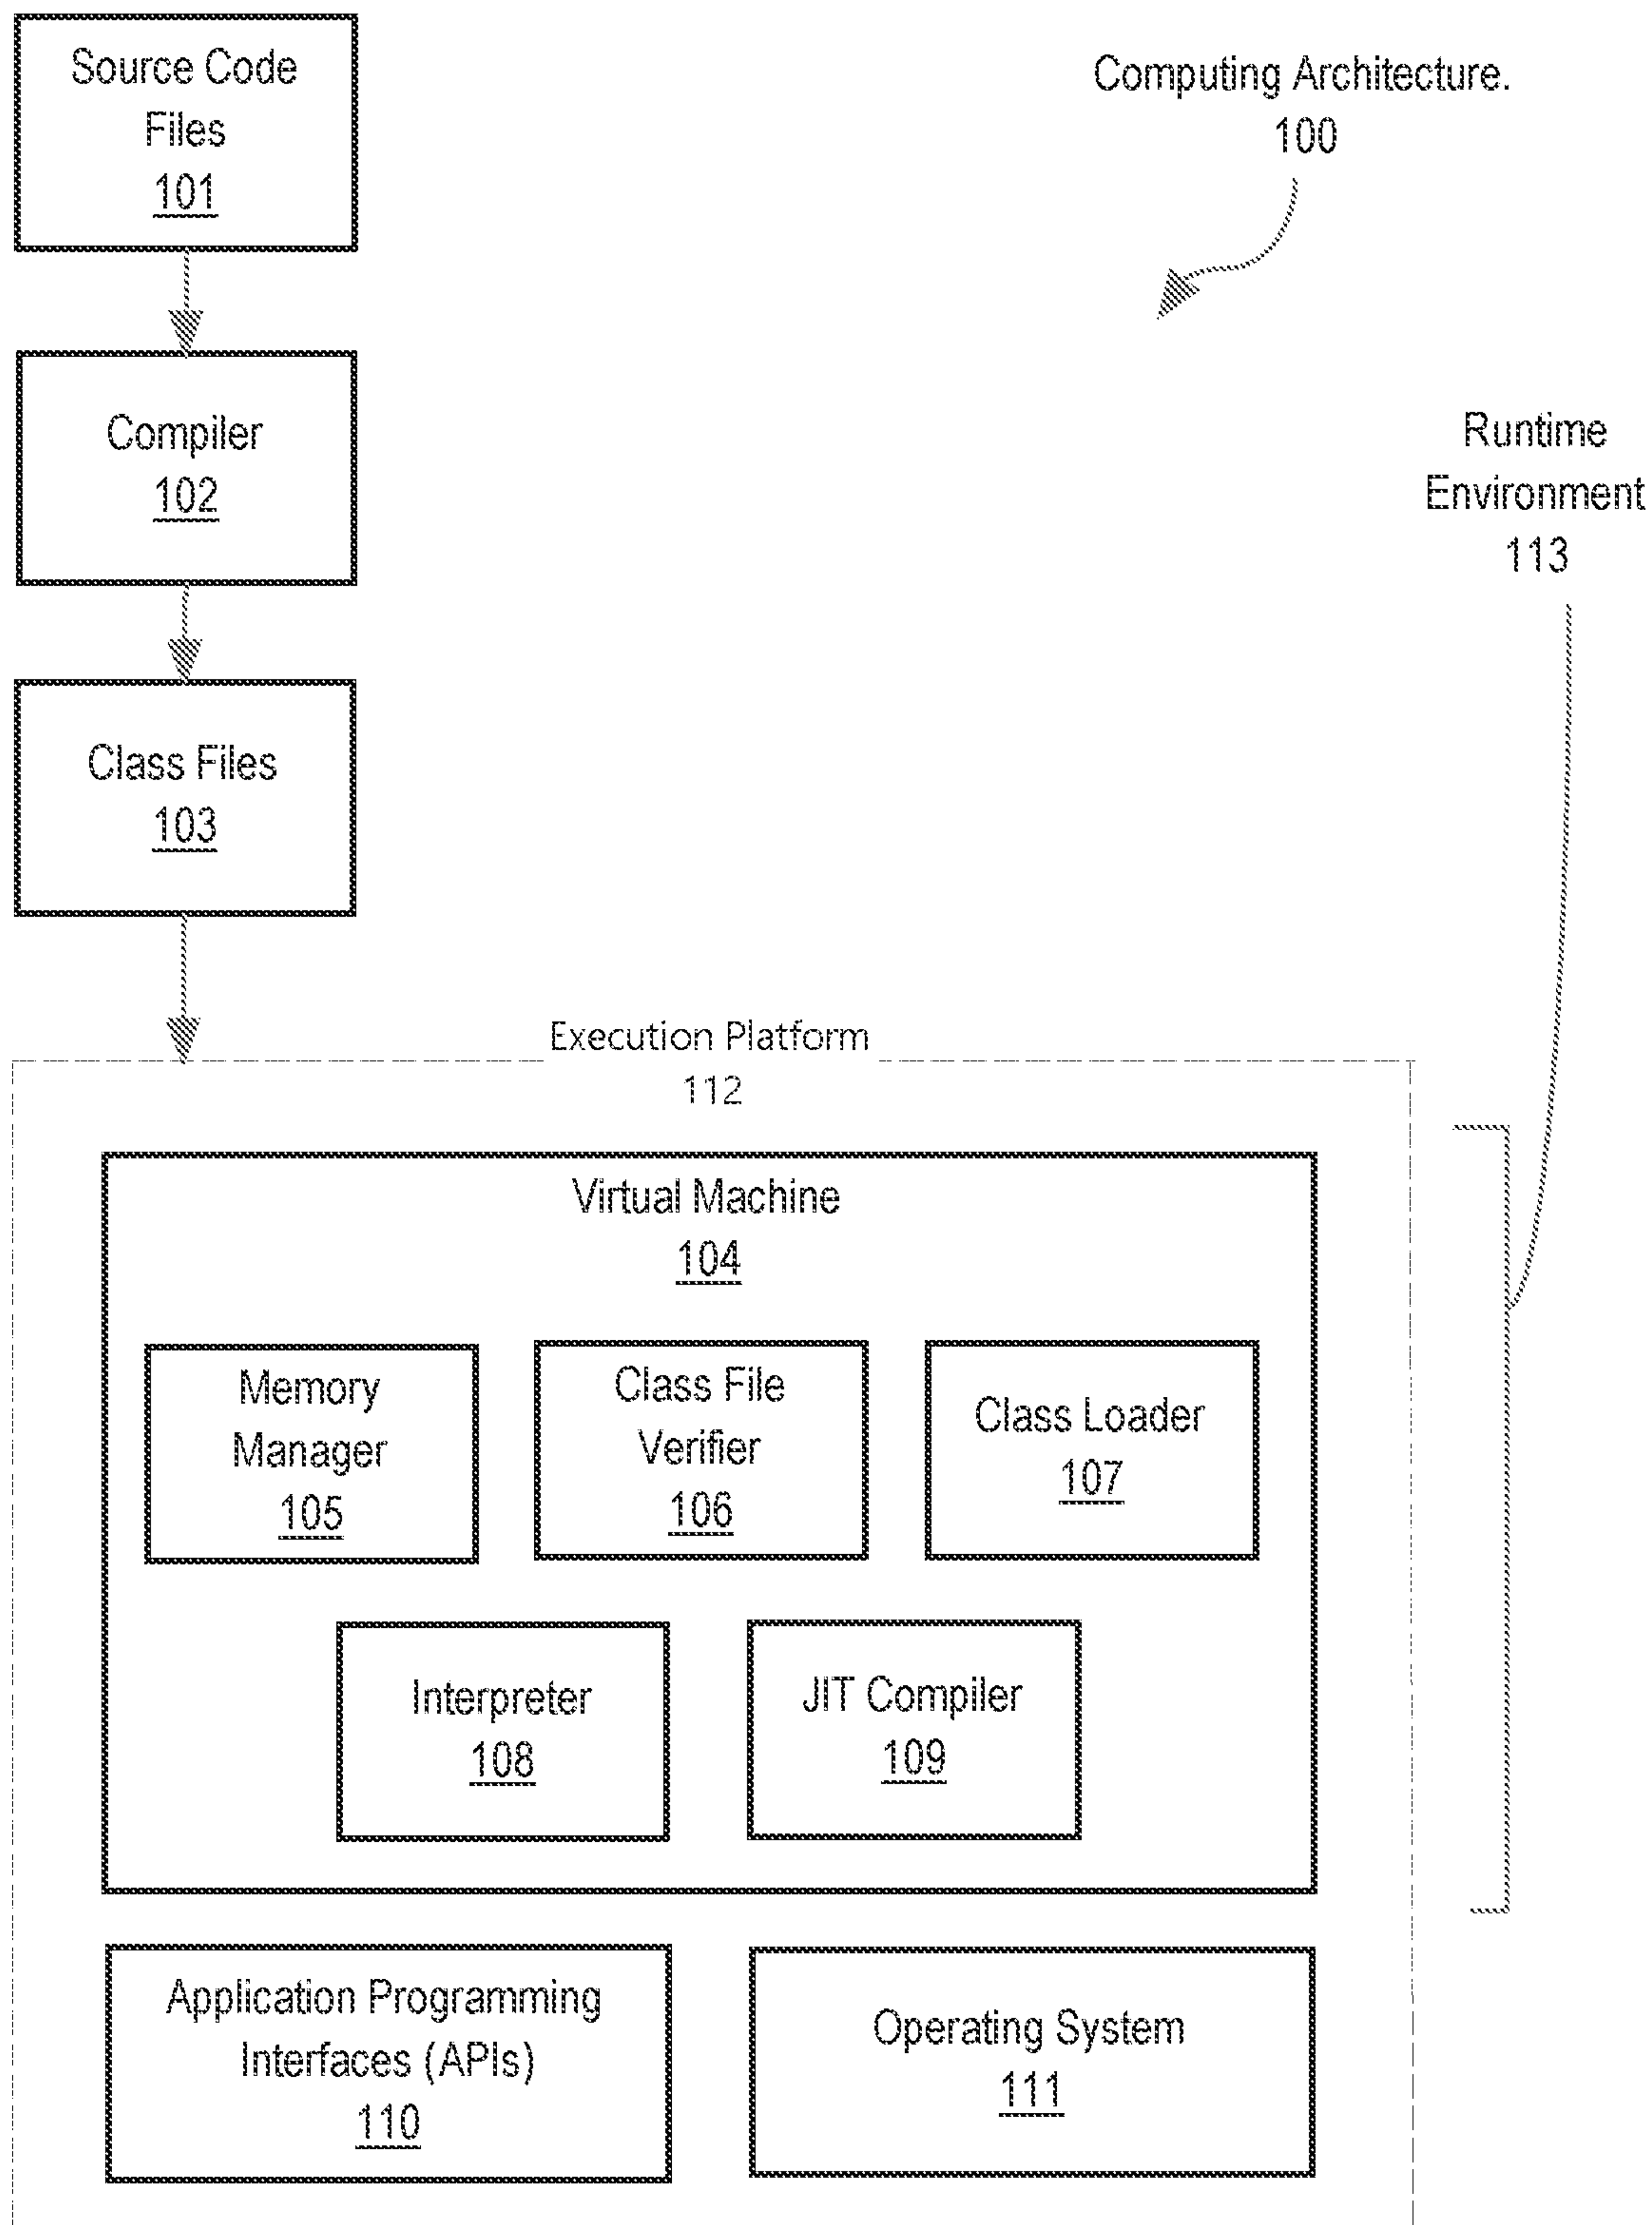 Source Code
Files
101
Computing Architecture.
100
Compiler
102
Runtime
Environment
113
Class Files
103
Execution Platform
112
Virtual Machine
104
Memory
Manager
105
Class File
Verifier
106
Class Loader
107
Interpreter
108
JIT Compiler
109
Application Programming
Interfaces (APIs)
110
Operating System
111